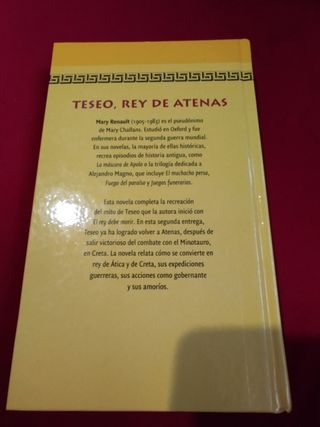 TESEO, REY DE ATENAS
Mary Renault (1905-1983) es el pseudónimo
de Mary Challans. Estudió en Oxford y fue
enfermera durante la segunda guerra mundial.
En sus novelas, la mayoría de ellas históricas,
recrea episodios de historia antigua, como
La máscara de Apolo o la trilogía dedicada a
Alejandro Magno, que incluye El muchacho persa,
Fuego del paraíso y Juegos funerarios.
Esta novela completa la recreación
del mito de Teseo que la autora inició con
El rey debe morir. En esta segunda entrega,
Teseo ya ha logrado volver a Atenas, después de
salir victorioso del combate con el Minotauro,
en Creta. La novela relata cómo se convierte en
rey de Ática y de Creta, sus expediciones
guerreras, sus acciones como gobernante
y sus amoríos.